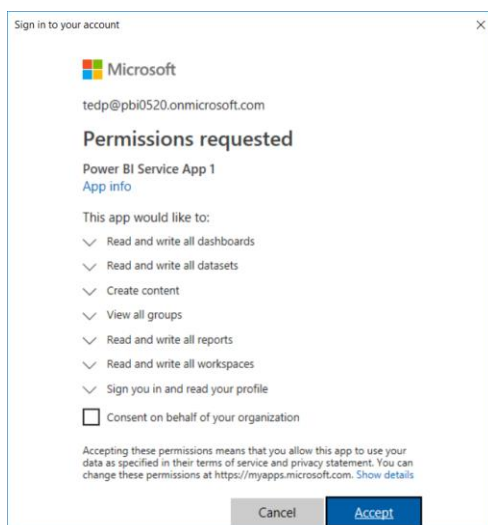 Sign in to your account
Microsoft
tedp@pbi0520.onmicrosoft.com
Permissions requested
Power BI Service App 1
App info
This app would like to:
Read and write all dashboards
Read and write all datasets
Create content
View all groups
Read and write all reports
Read and write all workspaces
Sign you in and read your profile
Consent on behalf of your organization
Accepting these permissions means that you allow this app to use your
data as specified in their terms of service and privacy statement. You can
change these permissions at https://myapps.microsoft.com. Show details
Cancel Accept